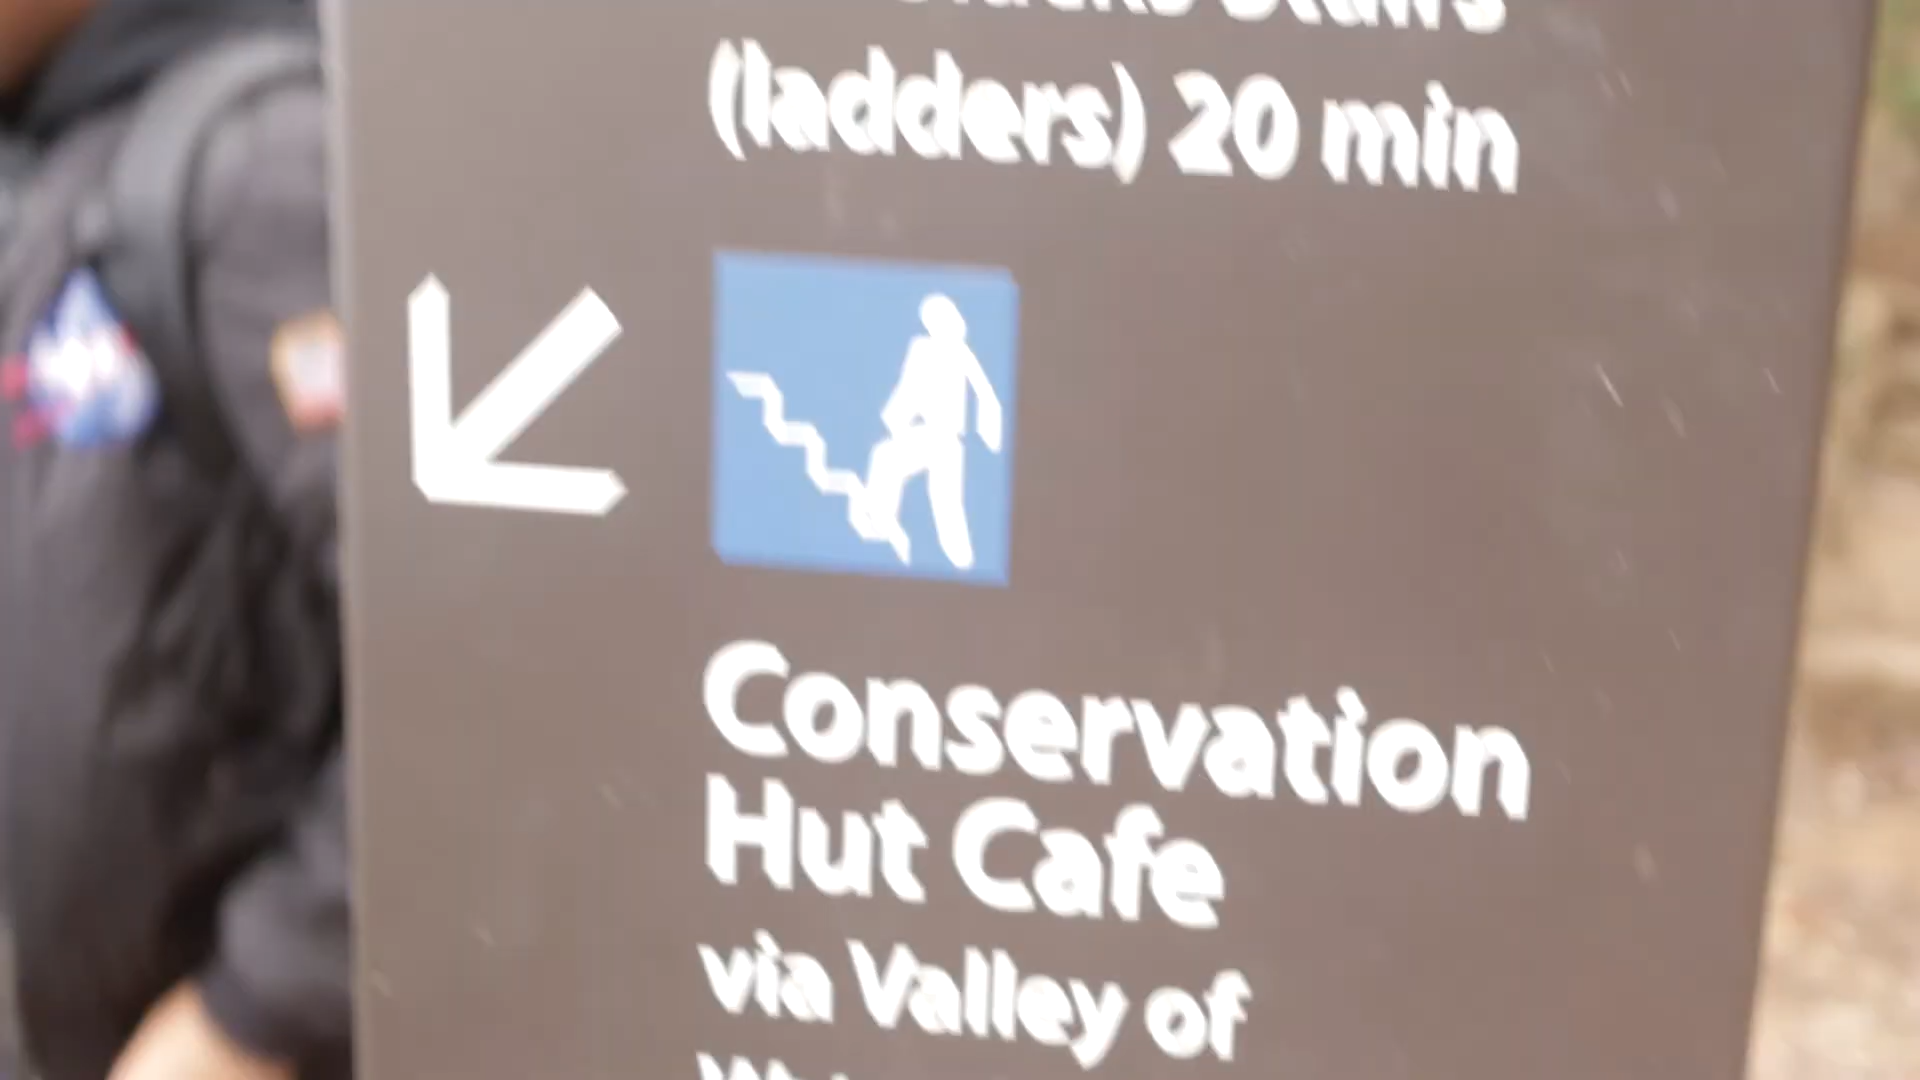 (ladders) 20 min
Conservation
Hut Cafe
via Valley of